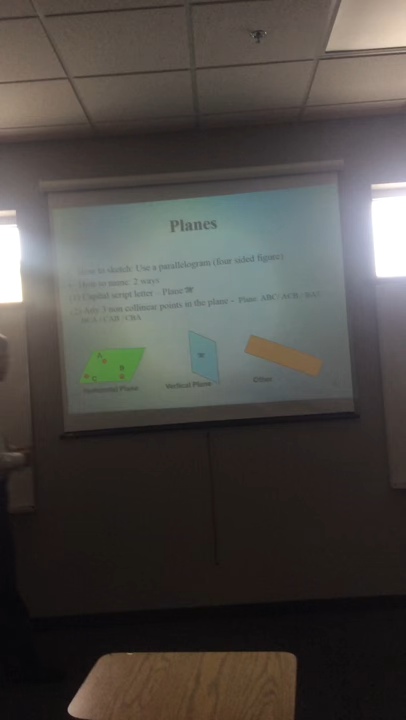 Planes
How to sketch: Use a parallelogram (four sided figure)
How to name: 2 ways
(1) Capital script letter – Plane W
(2) Any 3 non collinear points in the plane – Plane ABC / ACB / BAC /
BCA / CAB / CBA
A
B
C
W
Horizontal Plane
Vertical Plane
Other